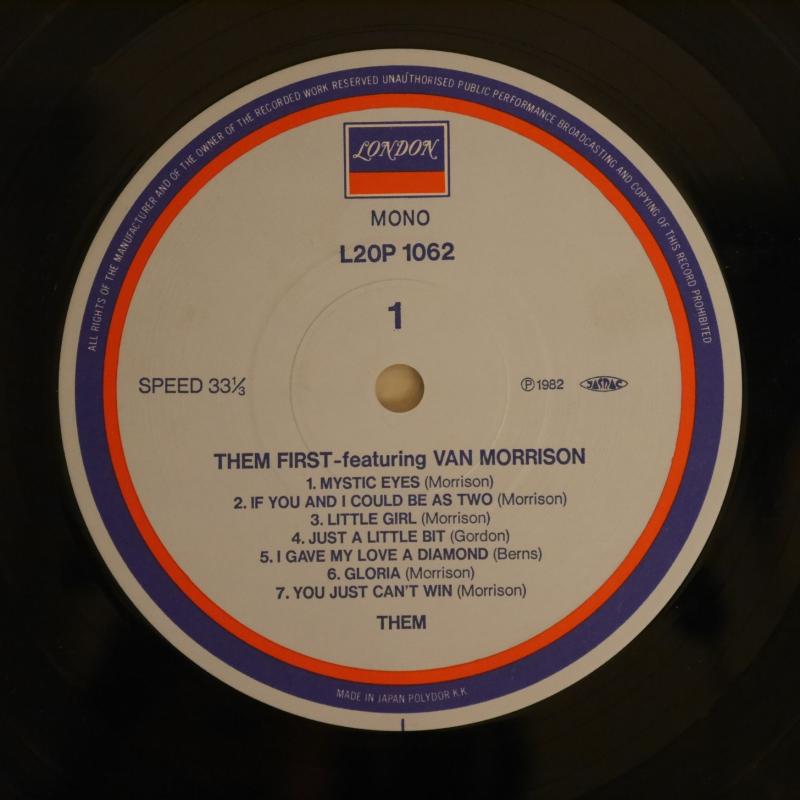 ALL RIGHTS OF THE MANUFACTURER AND OF THE OWNER OF THE RECORDED WORK RESERVED UNAUTHORISED PUBLIC PERFORMANCE BROADCASTING AND COPYING OF THIS RECORD PROHIBITED
LONDON
MONO
L20P 1062
1
SPEED 33⅓
℗1982 JASRAC
THEM FIRST-featuring VAN MORRISON
1. MYSTIC EYES (Morrison)
2. IF YOU AND I COULD BE AS TWO (Morrison)
3. LITTLE GIRL (Morrison)
4. JUST A LITTLE BIT (Gordon)
5. I GAVE MY LOVE A DIAMOND (Berns)
6. GLORIA (Morrison)
7. YOU JUST CAN'T WIN (Morrison)
THEM
MADE IN JAPAN POLYDOR K.K.